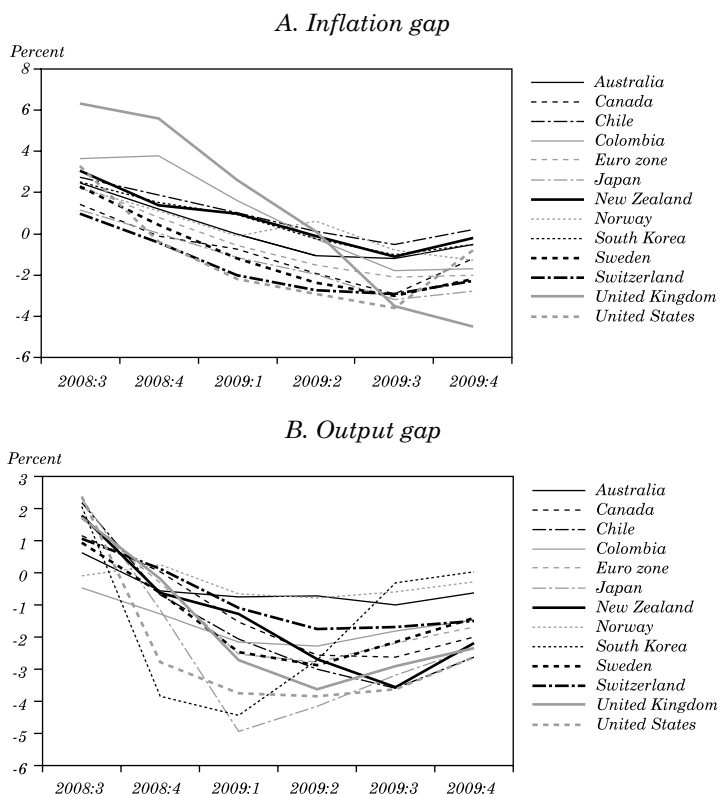 A. Inflation gap
Percent
8
6
4
2
0
-2
-4
-6
2008:3 2008:4 2009:1 2009:2 2009:3 2009:4
Australia
Canada
Chile
Colombia
Euro zone
Japan
New Zealand
Norway
South Korea
Sweden
Switzerland
United Kingdom
United States
B. Output gap
Percent
3
2
1
0
-1
-2
-3
-4
-5
-6
2008:3 2008:4 2009:1 2009:2 2009:3 2009:4
Australia
Canada
Chile
Colombia
Euro zone
Japan
New Zealand
Norway
South Korea
Sweden
Switzerland
United Kingdom
United States